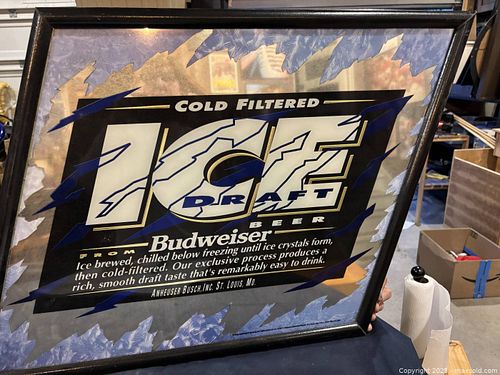 COLD FILTERED
ICE
DRAFT
BEER
FROM
Budweiser
Ice brewed, chilled below freezing until ice crystals form,
then cold-filtered. Our exclusive process produces a
rich, smooth draft taste that's remarkably easy to drink.
ANHEUSER BUSCH, INC. ST. LOUIS, MO.